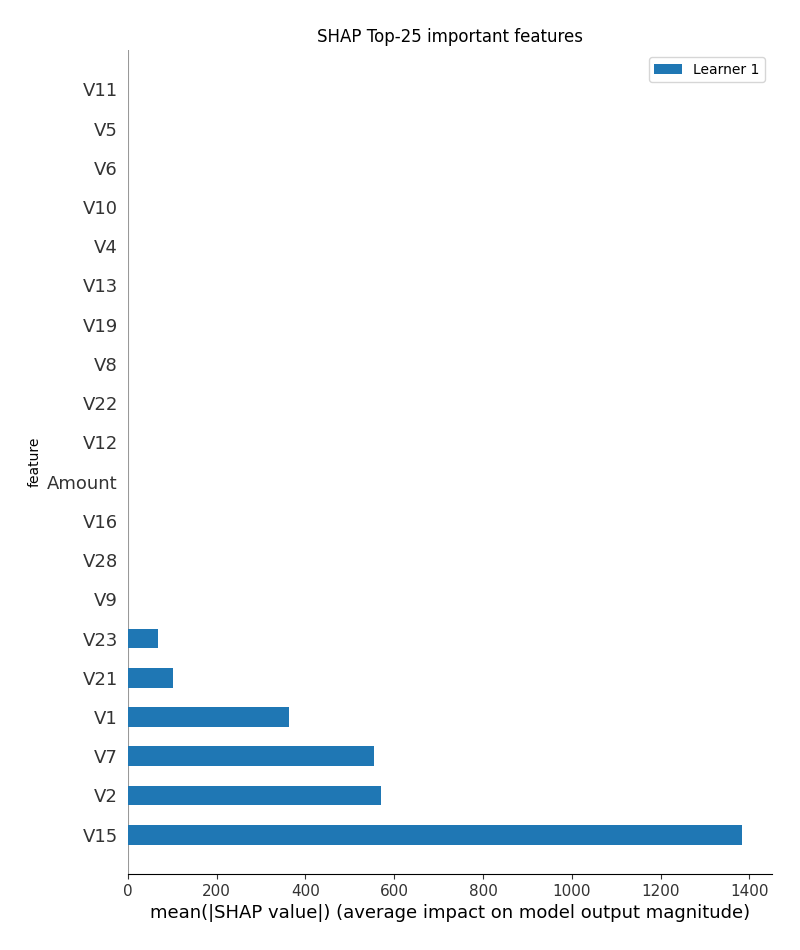 SHAP Top-25 important features
Learner 1
V11
V5
V6
V10
V4
V13
V19
V8
V22
V12
feature
Amount
V16
V28
V9
V23
V21
V1
V7
V2
V15
0 200 400 600 800 1000 1200 1400
mean(|SHAP value|) (average impact on model output magnitude)